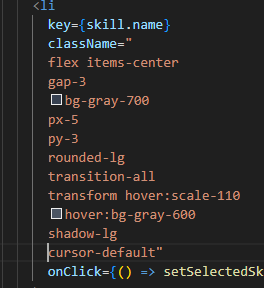 <li
key={skill.name}
className="
flex items-center
gap-3
bg-gray-700
px-5
py-3
rounded-lg
transition-all
transform hover:scale-110
hover:bg-gray-600
shadow-lg
cursor-default"
onClick={() => setSelectedSk